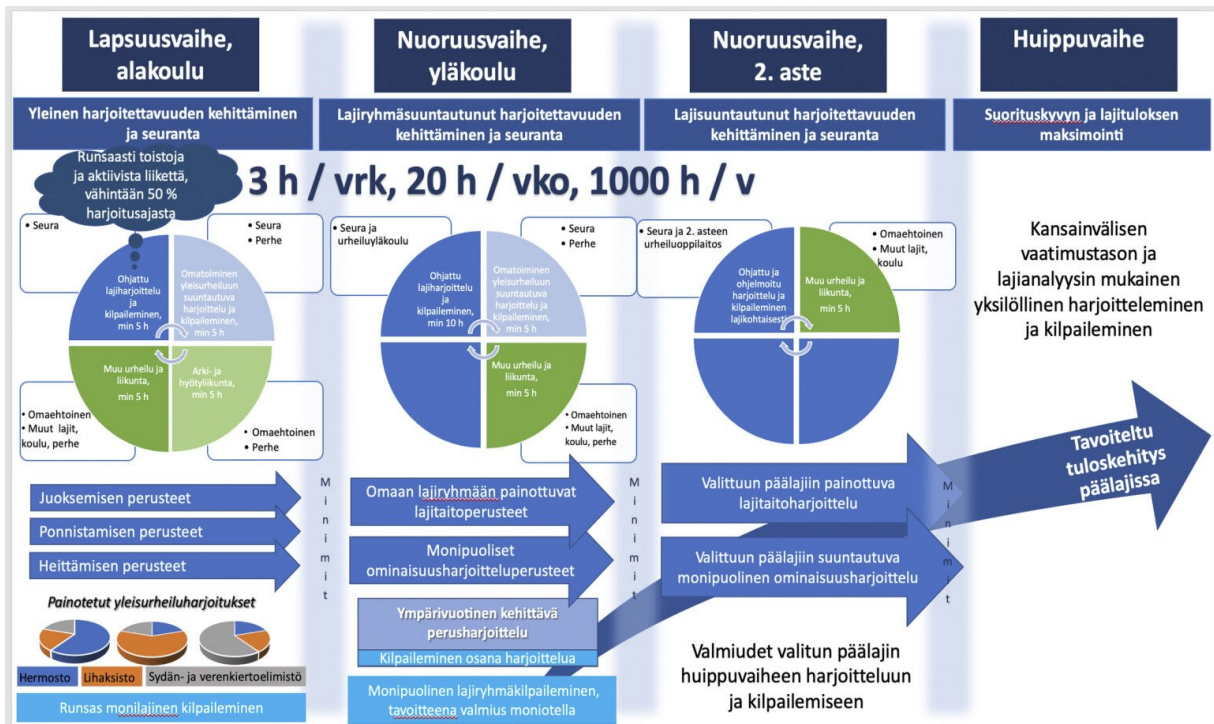 Lapsuusvaihe,
alakoulu
Nuoruusvaihe,
yläkoulu
Nuoruusvaihe,
2. aste
Huippuvaihe
Yleinen harjoitettavuuden kehittäminen
ja seuranta
Lajiryhmäsuuntautunut harjoitettavuuden
kehittäminen ja seuranta
Lajisuuntautunut harjoitettavuuden
kehittäminen ja seuranta
Suorituskyvyn ja lajituloksen
maksimointi
Runsaasti toistoja
ja aktiivista liikettä,
vähintään 50 %
harjoitusajasta
3 h / vrk, 20 h / vko, 1000 h / v
• Seura
• Seura
• Perhe
Ohjattu
lajiharjoittelu
ja
kilpaileminen,
min 5 h
Omatoiminen
yleisurheiluun
suuntautuva
harjoittelu ja
kilpaileminen,
min 5 h
Muu urheilu ja
liikunta,
min 5 h
Arki- ja
hyötyliikunta,
min 5 h
• Omaehtoinen
• Muut lajit,
koulu, perhe
• Omaehtoinen
• Perhe
• Seura ja
urheiluyläkoulu
• Seura
• Perhe
Ohjattu
lajiharjoittelu
ja
kilpaileminen,
min 10 h
Omatoiminen
yleisurheiluun
suuntautuva
harjoittelu ja
kilpaileminen,
min 5 h
Muu urheilu ja
liikunta,
min 5 h
• Omaehtoinen
• Muut lajit,
koulu, perhe
• Seura ja 2. asteen
urheiluoppilaitos
• Omaehtoinen
• Muut lajit,
koulu
Ohjattu ja
ohjelmoitu
harjoittelu ja
kilpaileminen
lajikohtaisesti
Muu urheilu ja
liikunta,
min 5 h
Kansainvälisen
vaatimustason ja
lajianalyysin mukainen
yksilöllinen harjoitteleminen
ja kilpaileminen
Juoksemisen perusteet
Ponnistamisen perusteet
Heittämisen perusteet
Minimit
Omaan lajiryhmään painottuvat
lajitaitoperusteet
Monipuoliset
ominaisuusharjoitteluperusteet
Minimit
Valittuun päälajiin painottuva
lajitaitoharjoittelu
Valittuun päälajiin suuntautuva
monipuolinen ominaisuusharjoittelu
Minimit
Tavoiteltu
tuloskehitys
päälajissa
Painotetut yleisurheiluharjoitukset
Hermosto
Lihaksisto
Sydän- ja verenkiertoelimistö
Runsas monilajinen kilpaileminen
Ympärivuotinen kehittävä
perusharjoittelu
Kilpaileminen osana harjoittelua
Monipuolinen lajiryhmäkilpaileminen,
tavoitteena valmius moniotella
Valmiudet valitun päälajin
huippuvaiheen harjoitteluun
ja kilpailemiseen